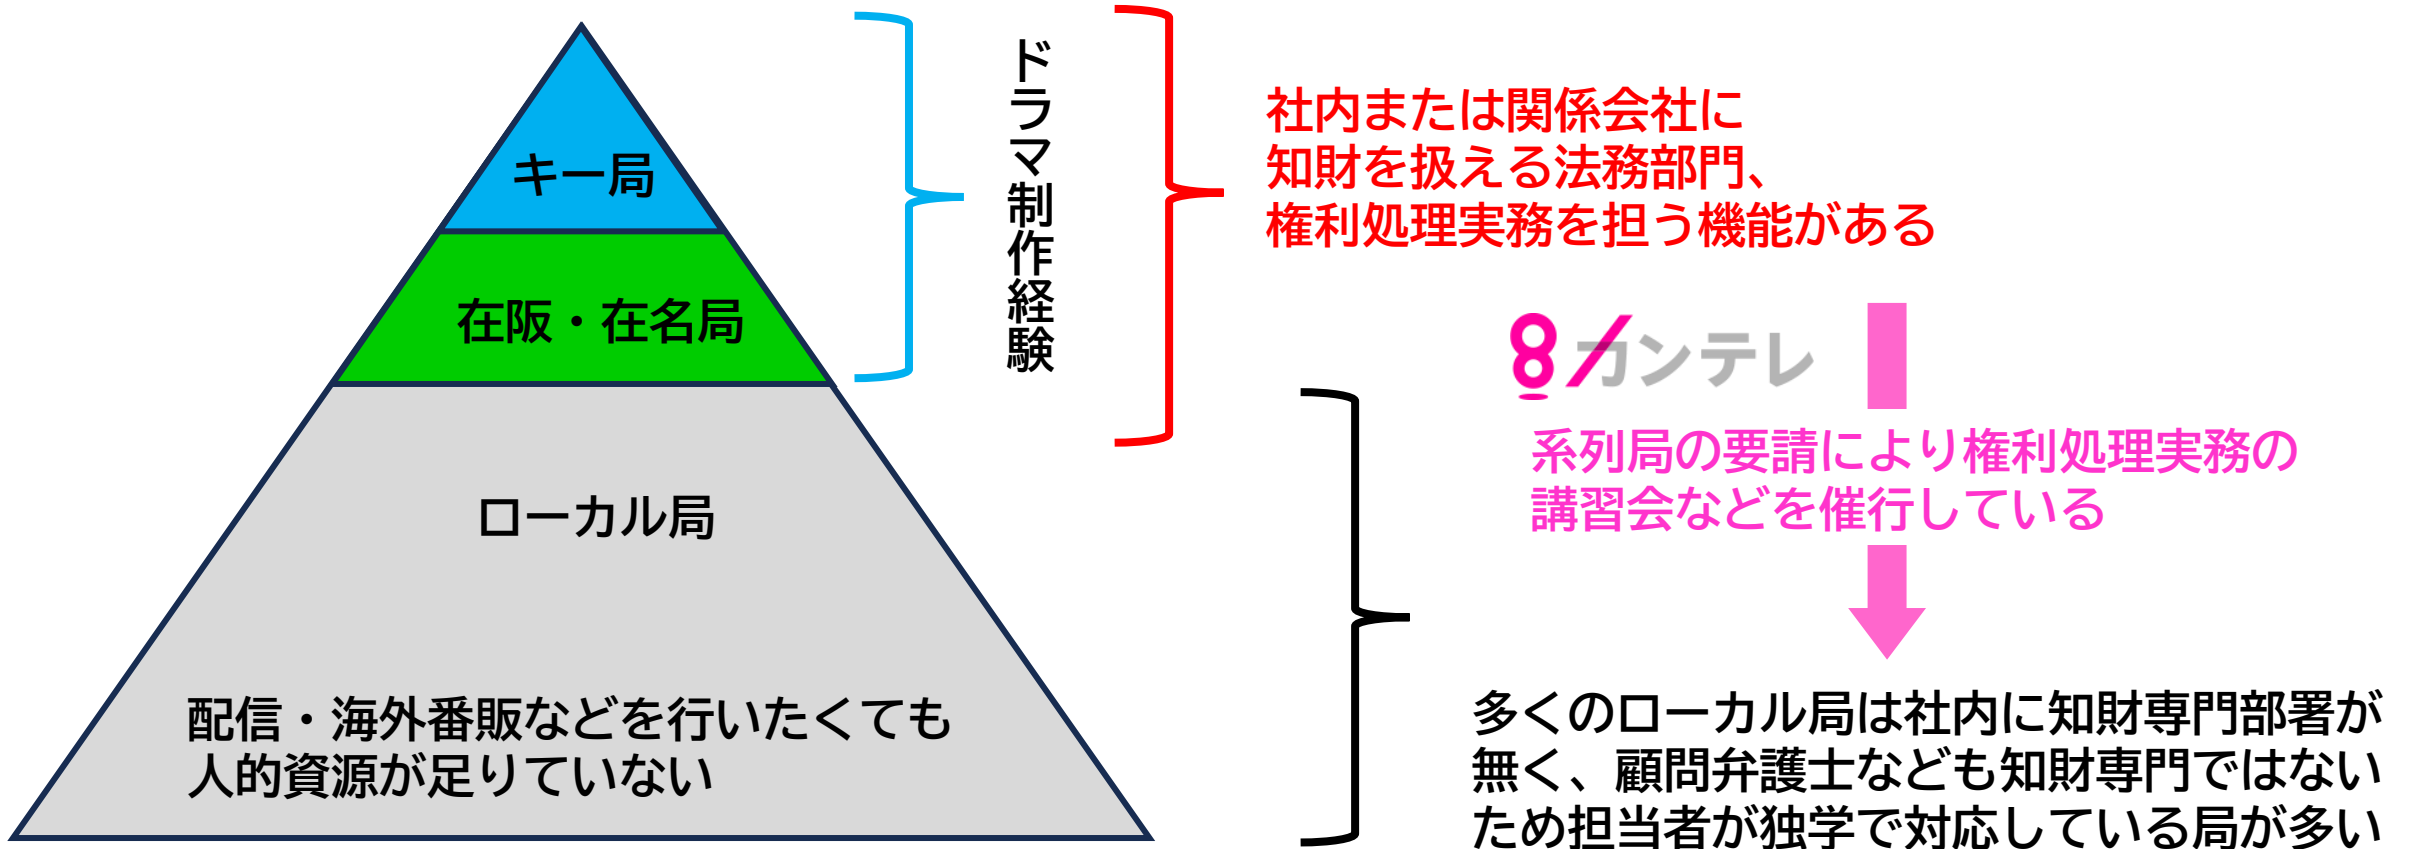 キー局
在阪・在名局
ローカル局
配信・海外番販などを行いたくても
人的資源が足りていない
ドラマ制作経験
社内または関係会社に
知財を扱える法務部門、
権利処理実務を担う機能がある
8カンテレ
系列局の要請により権利処理実務の
講習会などを催行している
多くのローカル局は社内に知財専門部署が
無く、顧問弁護士なども知財専門ではない
ため担当者が独学で対応している局が多い